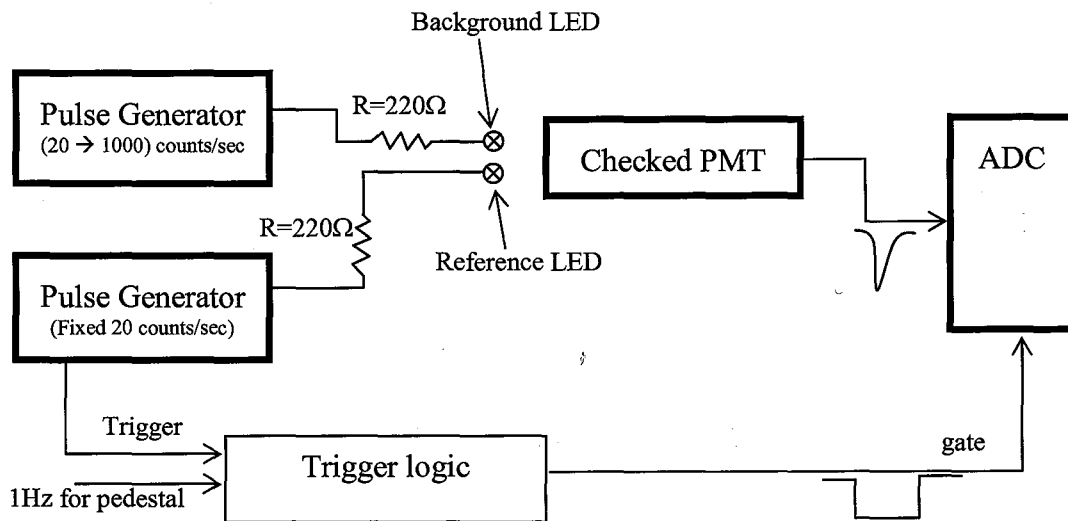 Background LED
Pulse Generator
(20 → 1000) counts/sec
R=220Ω
Checked PMT
ADC
R=220Ω
Reference LED
Pulse Generator
(Fixed 20 counts/sec)
Trigger
Trigger logic
gate
1Hz for pedestal